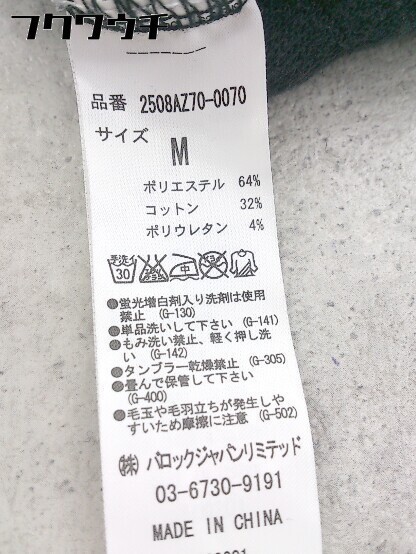 フクウクチ
品番 2508AZ70-0070
サイズ
M
ポリエステル 64%
コットン 32%
ポリウレタン 4%
手洗イ
30
中
●蛍光増白剤入り洗剤は使用
禁止 (G-130)
●単品洗いして下さい (G-141)
●もみ洗い禁止、軽く押し洗
い (G-142)
●タンブラー乾燥禁止 (G-305)
●畳んで保管して下さい
(G-400)
●毛玉や毛羽立ちが発生しや
すいため摩擦に注意 (G-502)
㈱ バロックジャパンリミテッド
03-6730-9191
MADE IN CHINA